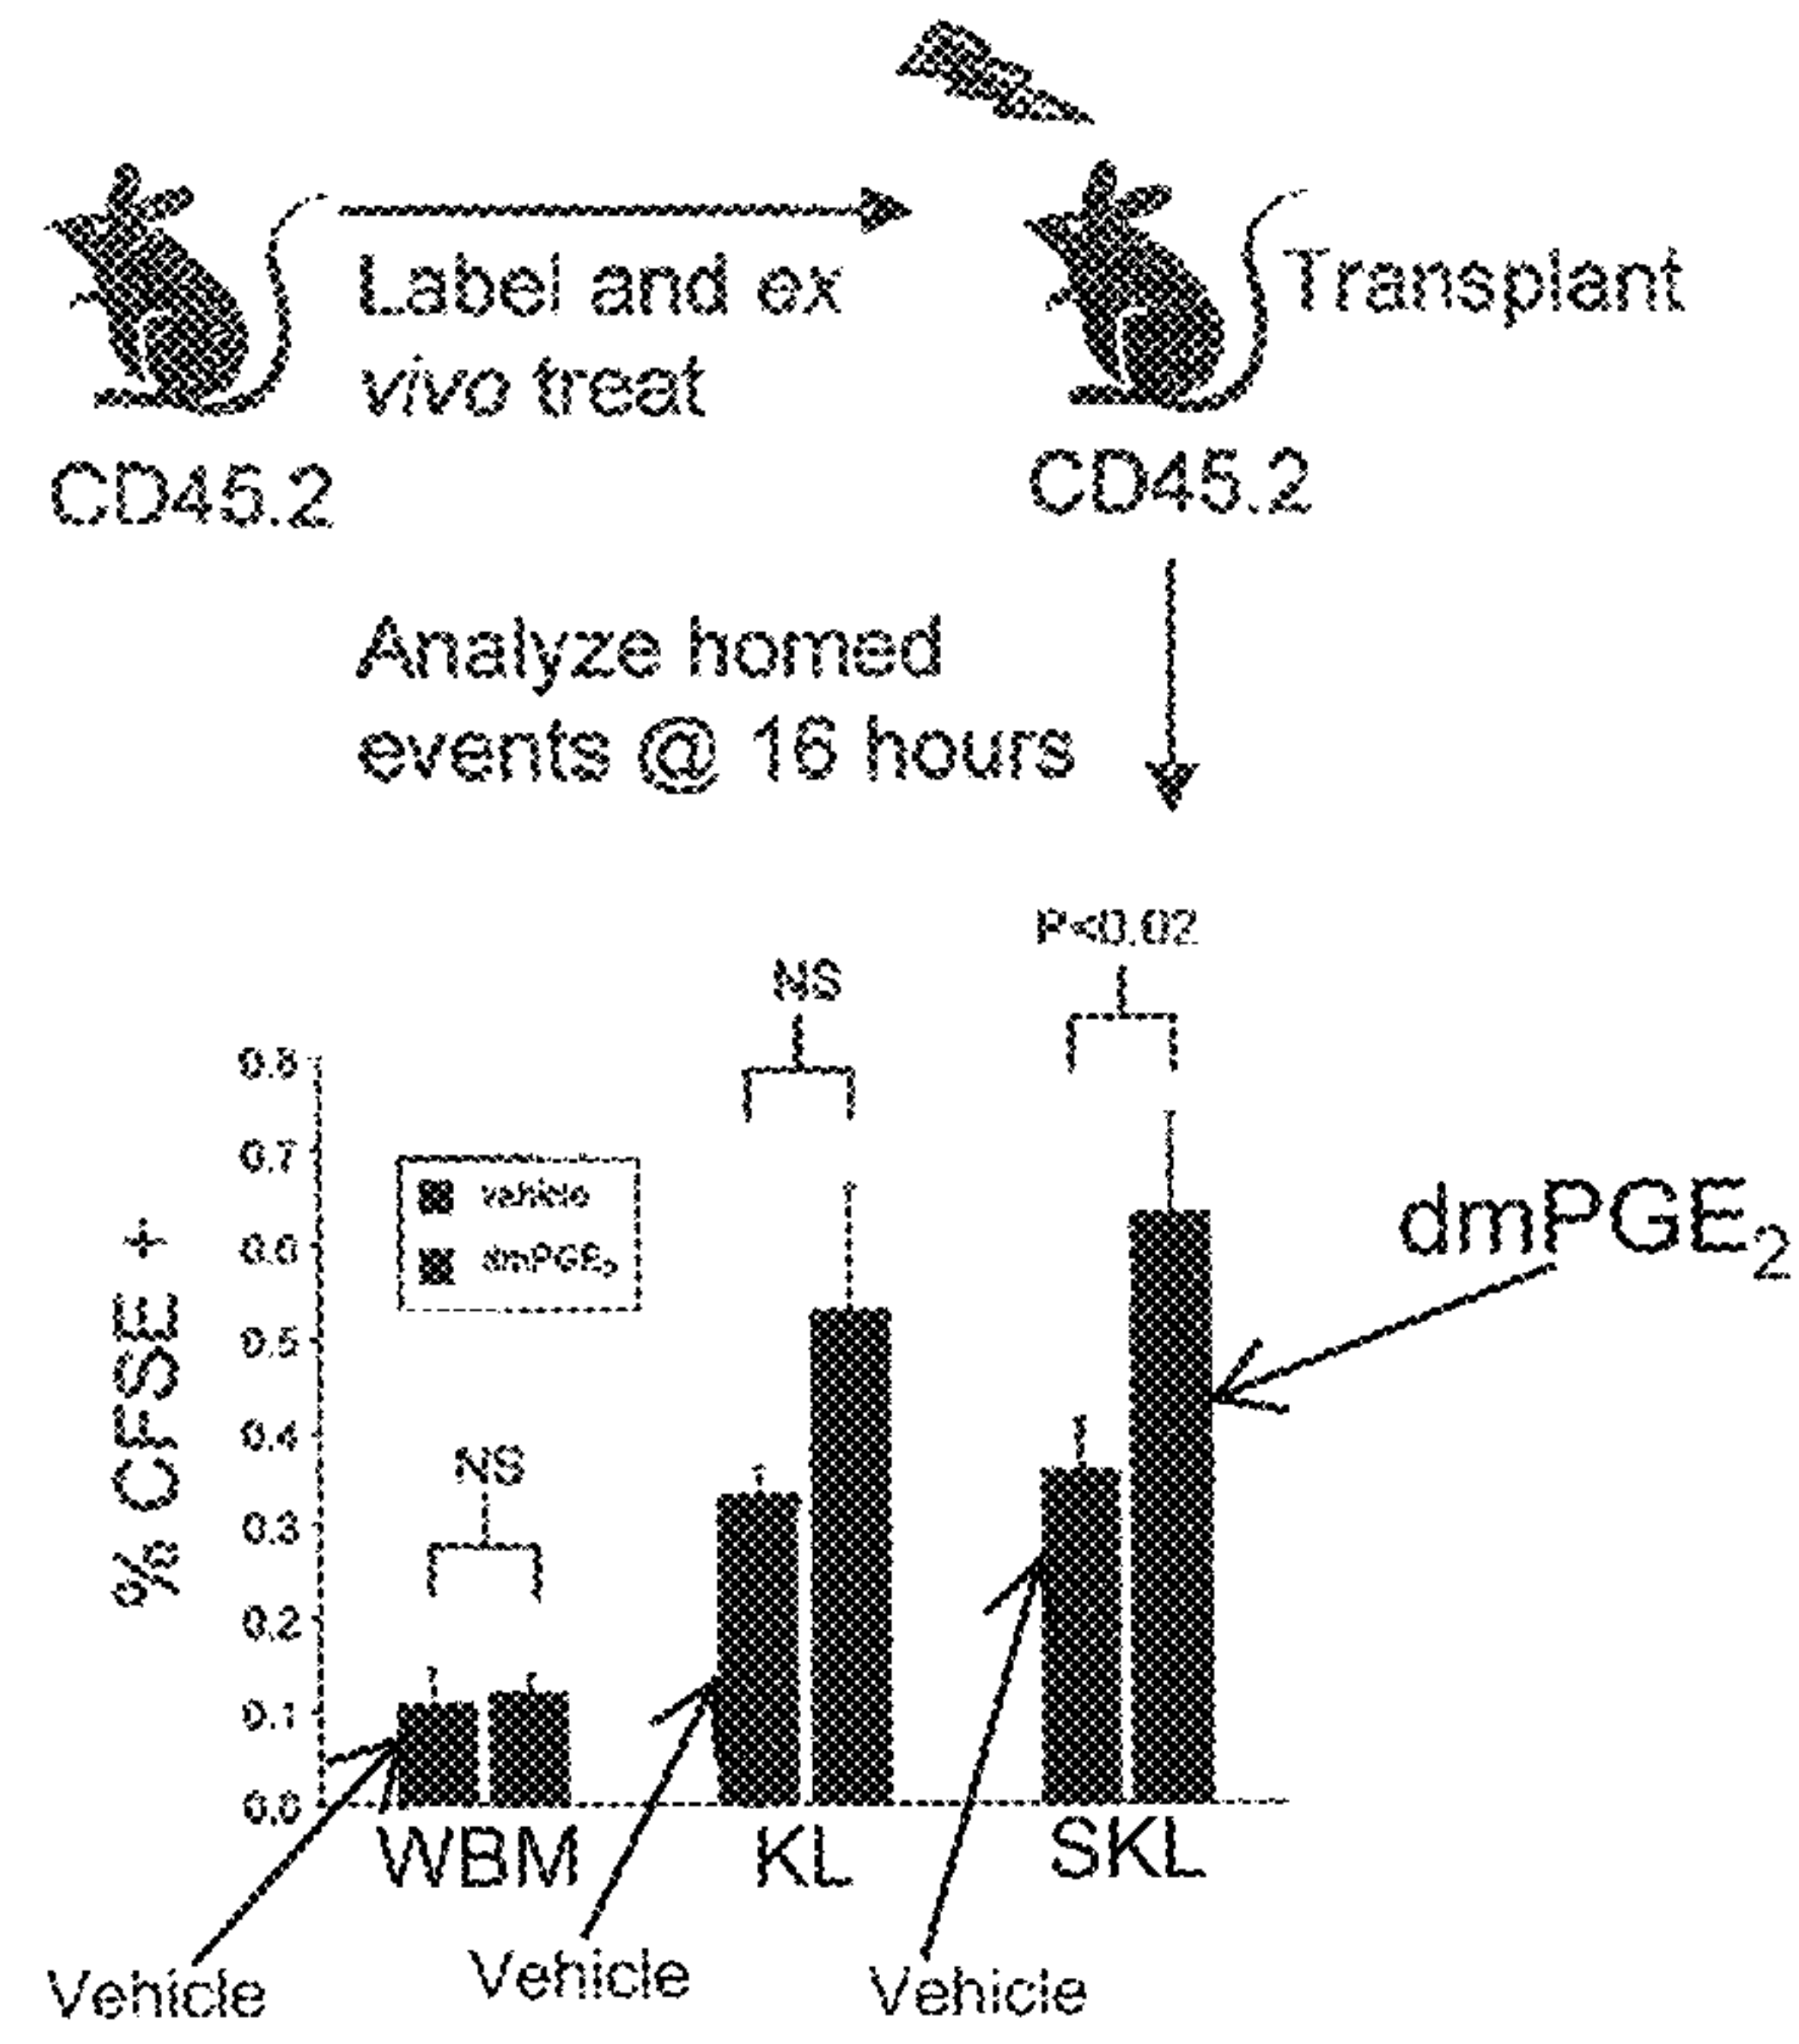 Label and ex
vivo treat
Transplant
CD45.2
CD45.2
Analyze homed
events @ 16 hours
P<0.02
NS
NS
0.8
0.7
0.6
0.5
0.4
0.3
0.2
0.1
0.0
% CFSE +
vehicle
dmPGE₂
dmPGE₂
WBM
KL
SKL
Vehicle
Vehicle
Vehicle